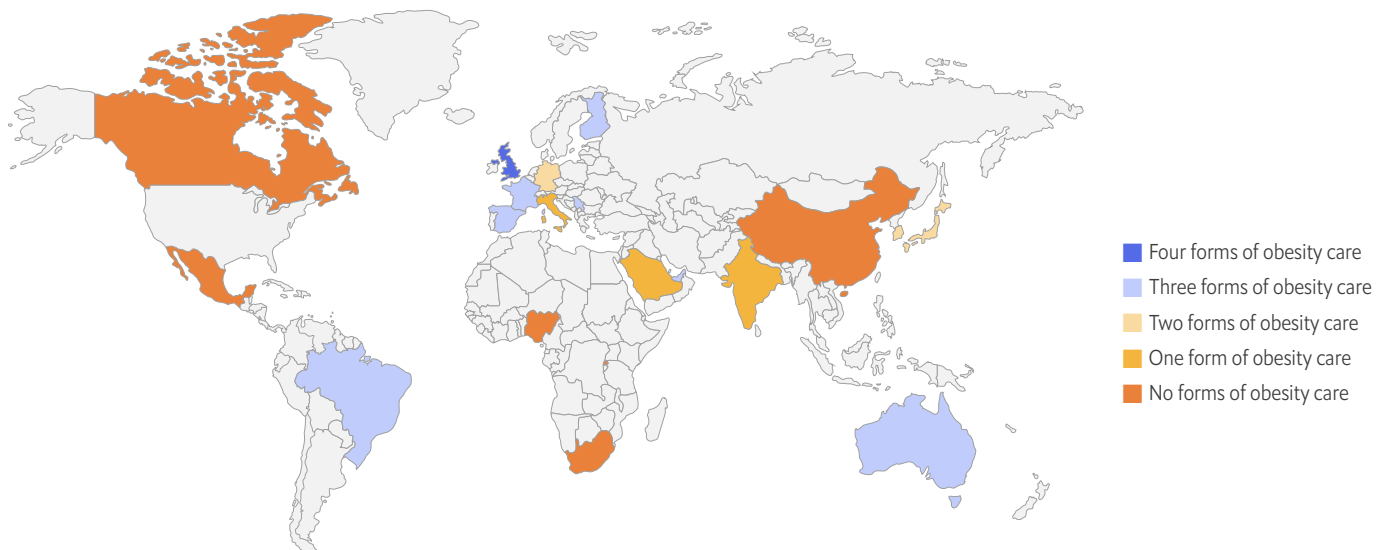 Four forms of obesity care
Three forms of obesity care
Two forms of obesity care
One form of obesity care
No forms of obesity care